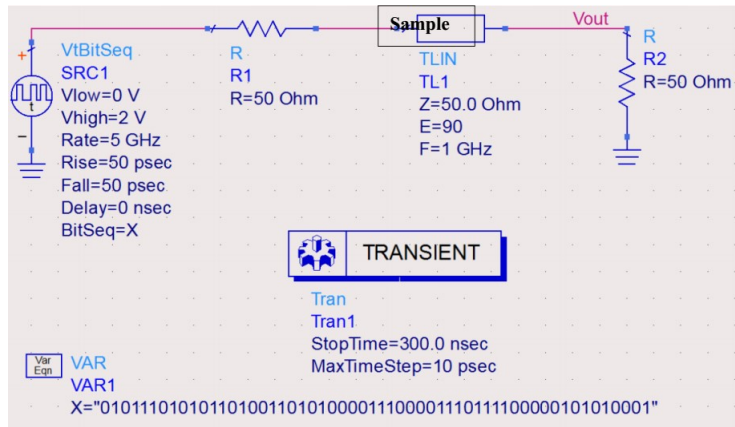 Sample
Vout
+
VtBitSeq
SRC1
Vlow=0 V
Vhigh=2 V
Rate=5 GHz
Rise=50 psec
Fall=50 psec
Delay=0 nsec
BitSeq=X
t
−
R
R1
R=50 Ohm
TLIN
TL1
Z=50.0 Ohm
E=90
F=1 GHz
R
R2
R=50 Ohm
TRANSIENT
Tran
Tran1
StopTime=300.0 nsec
MaxTimeStep=10 psec
Var
Eqn
VAR
VAR1
X="01011101010110100110101000011100001110111100000101010001"